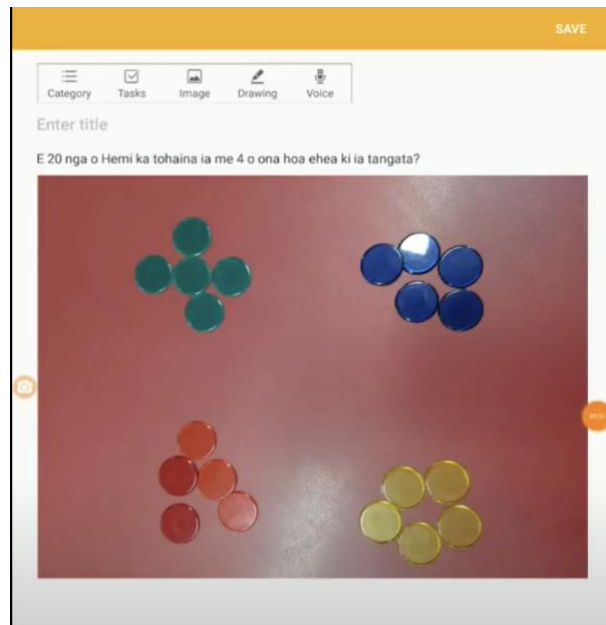 SAVE
Category Tasks Image Drawing Voice
Enter title
E 20 nga o Hemi ka tohaina ia me 4 o ona hoa ehea ki ia tangata?